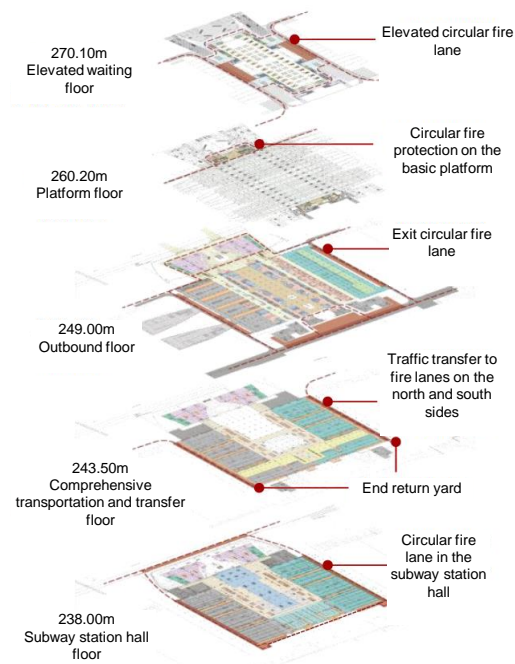 Elevated circular fire
lane
270.10m
Elevated waiting
floor
Circular fire
protection on the
basic platform
260.20m
Platform floor
Exit circular fire
lane
249.00m
Outbound floor
Traffic transfer to
fire lanes on the
north and south
sides
243.50m
Comprehensive
transportation and transfer
floor
End return yard
Circular fire
lane in the
subway station
hall
238.00m
Subway station hall
floor